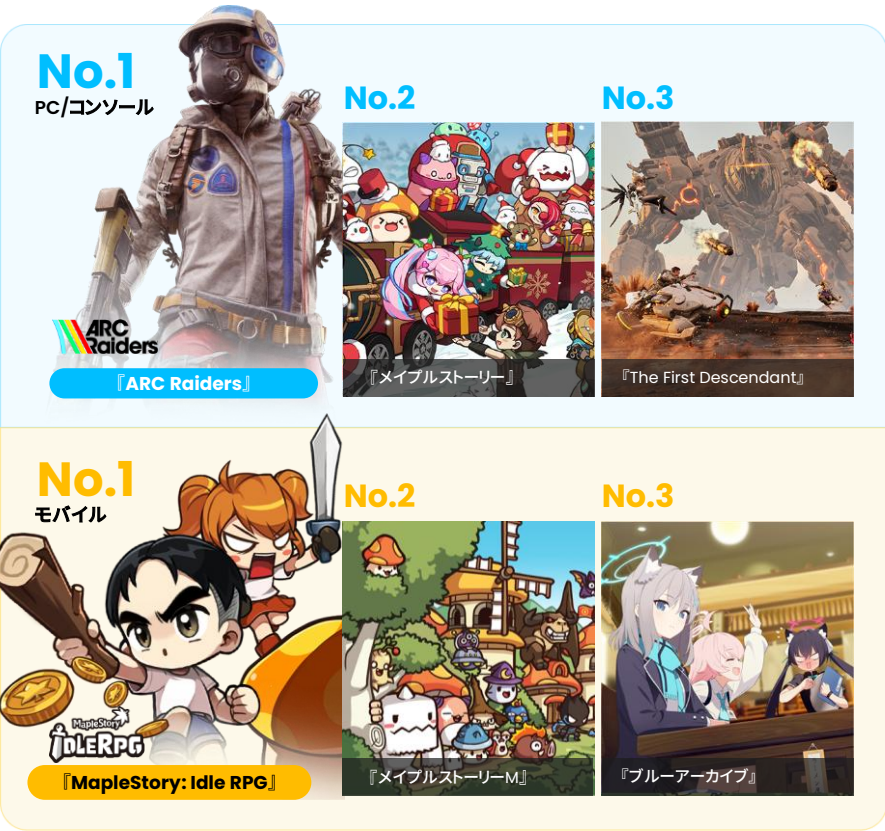 No.1
PC/コンソール
No.2
No.3
ARC
Raiders
『ARC Raiders』
『メイプルストーリー』
『The First Descendant』
No.1
モバイル
No.2
No.3
MapleStory
IDLERPG
『MapleStory: Idle RPG』
『メイプルストーリーM』
『ブルーアーカイブ』